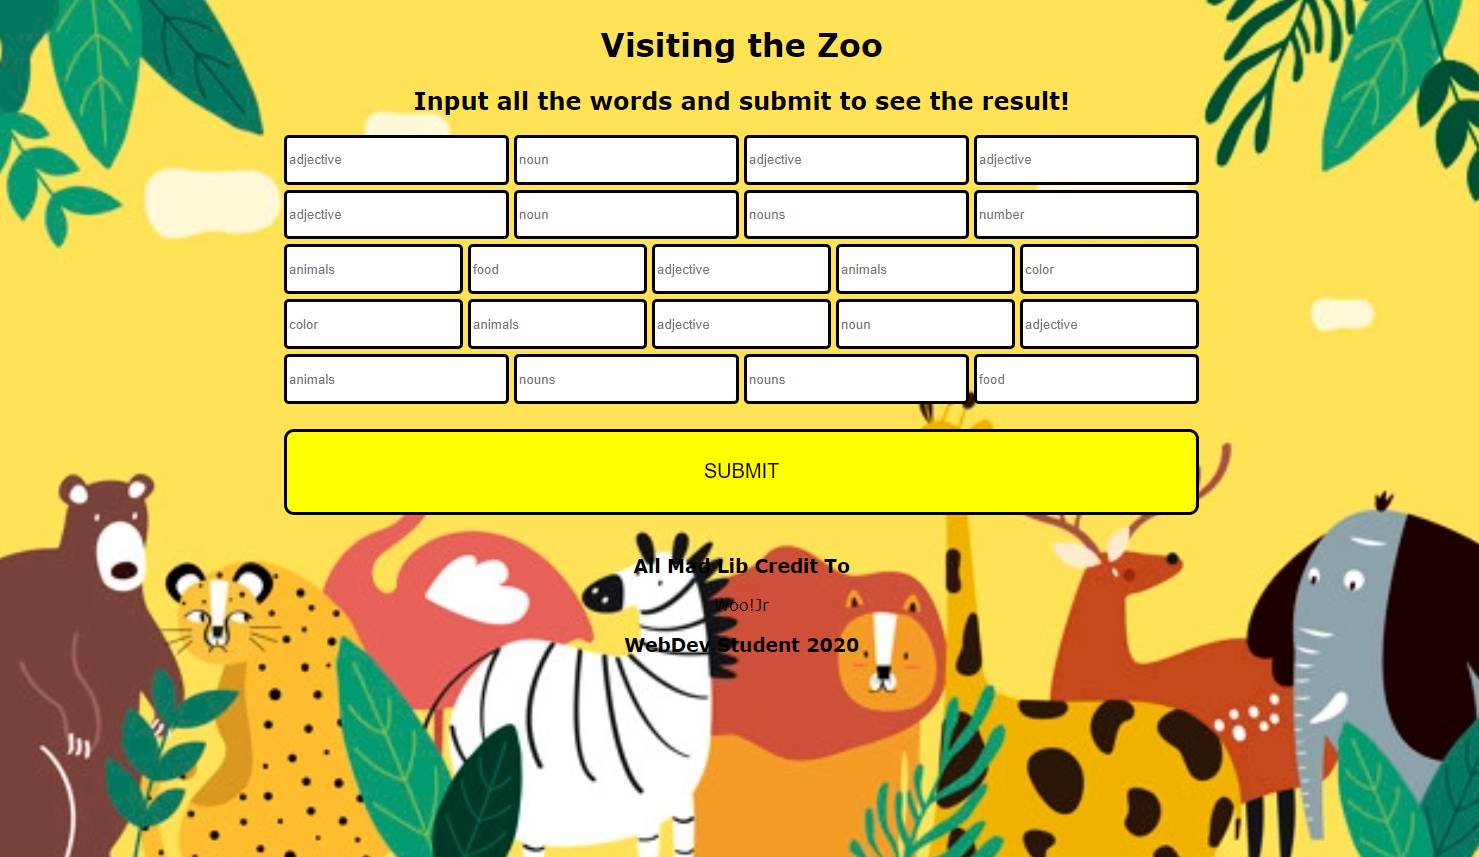 Visiting the Zoo
Input all the words and submit to see the result!
adjective noun adjective adjective
adjective noun nouns number
animals food adjective animals color
color animals adjective noun adjective
animals nouns nouns food
SUBMIT
All Mad Lib Credit To
Woo!Jr
WebDev Student 2020